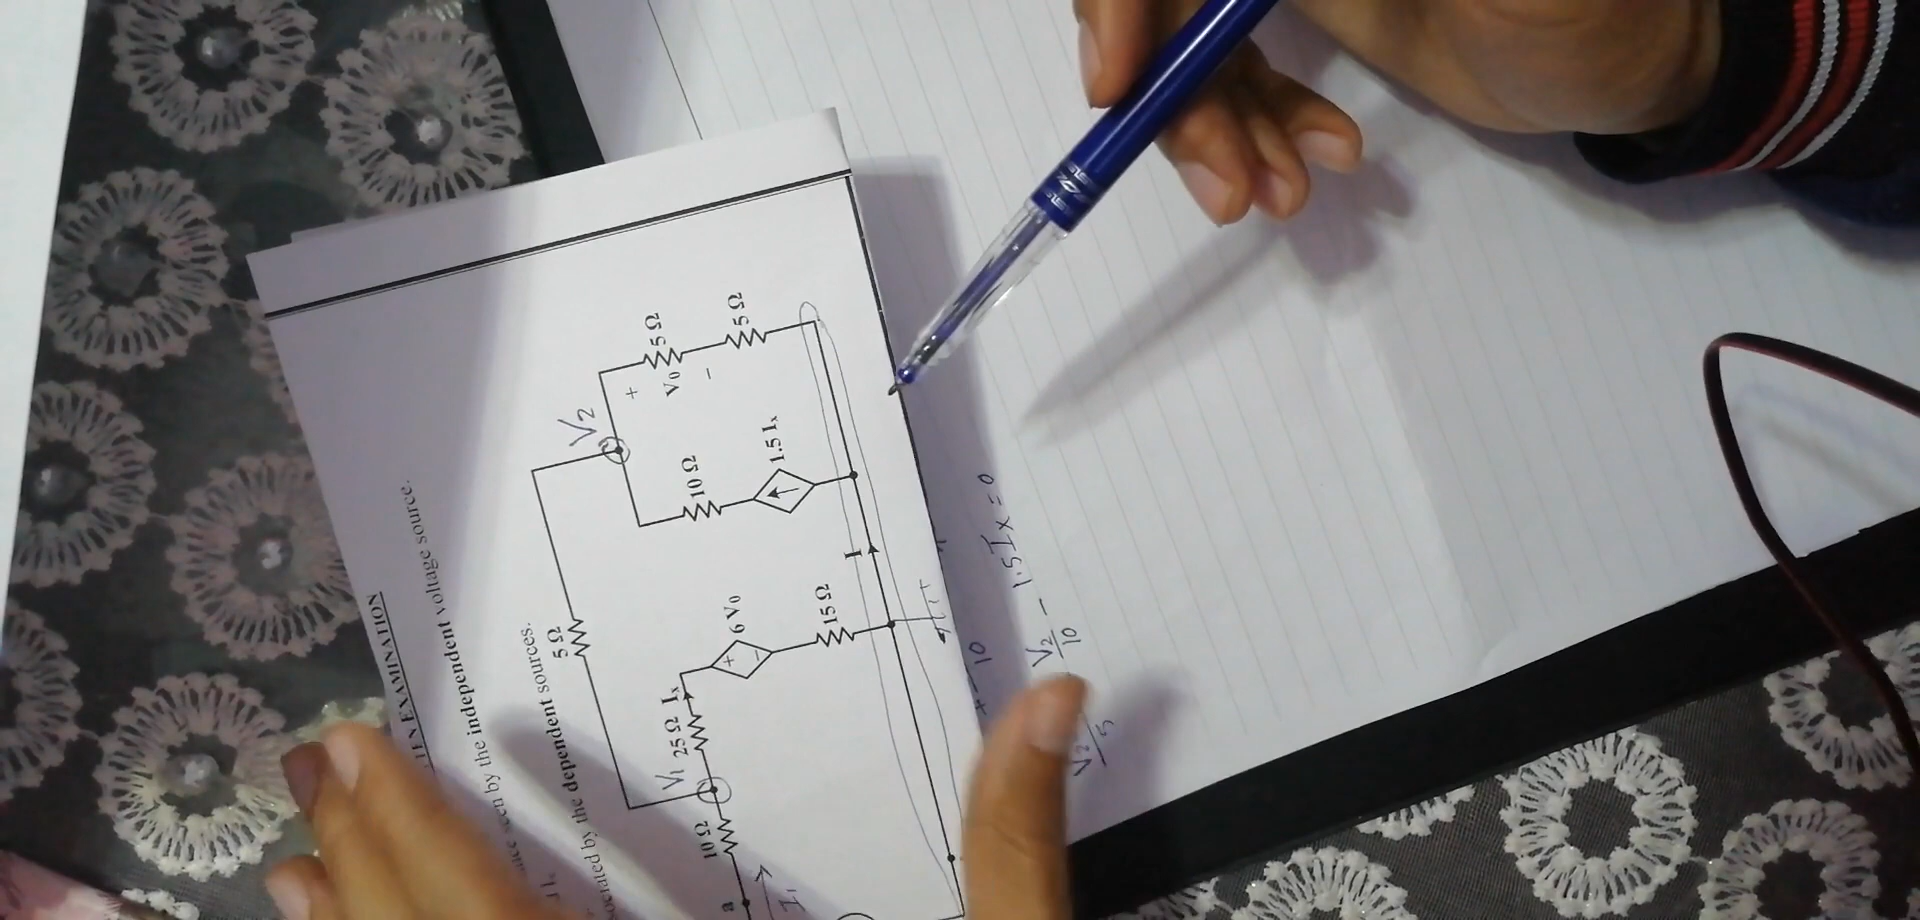 EXAMINATION
seen by the independent voltage source.
by the dependent sources.
5 Ω
V2
V1
25 Ω
Ix
+
-
6 V0
15 Ω
10 Ω
1.5 Ix
+
V0
-
5 Ω
5 Ω
a
10 Ω
I1
I
10
V2/5
V2/10 - 1.5Ix = 0